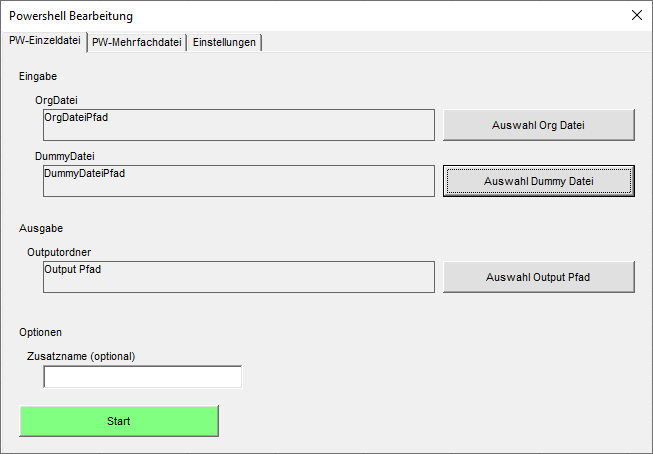 Powershell Bearbeitung
PW-Einzeldatei PW-Mehrfachdatei Einstellungen
Eingabe
OrgDatei
OrgDateiPfad Auswahl Org Datei
DummyDatei
DummyDateiPfad Auswahl Dummy Datei
Ausgabe
Outputordner
Output Pfad Auswahl Output Pfad
Optionen
Zusatzname (optional)
Start